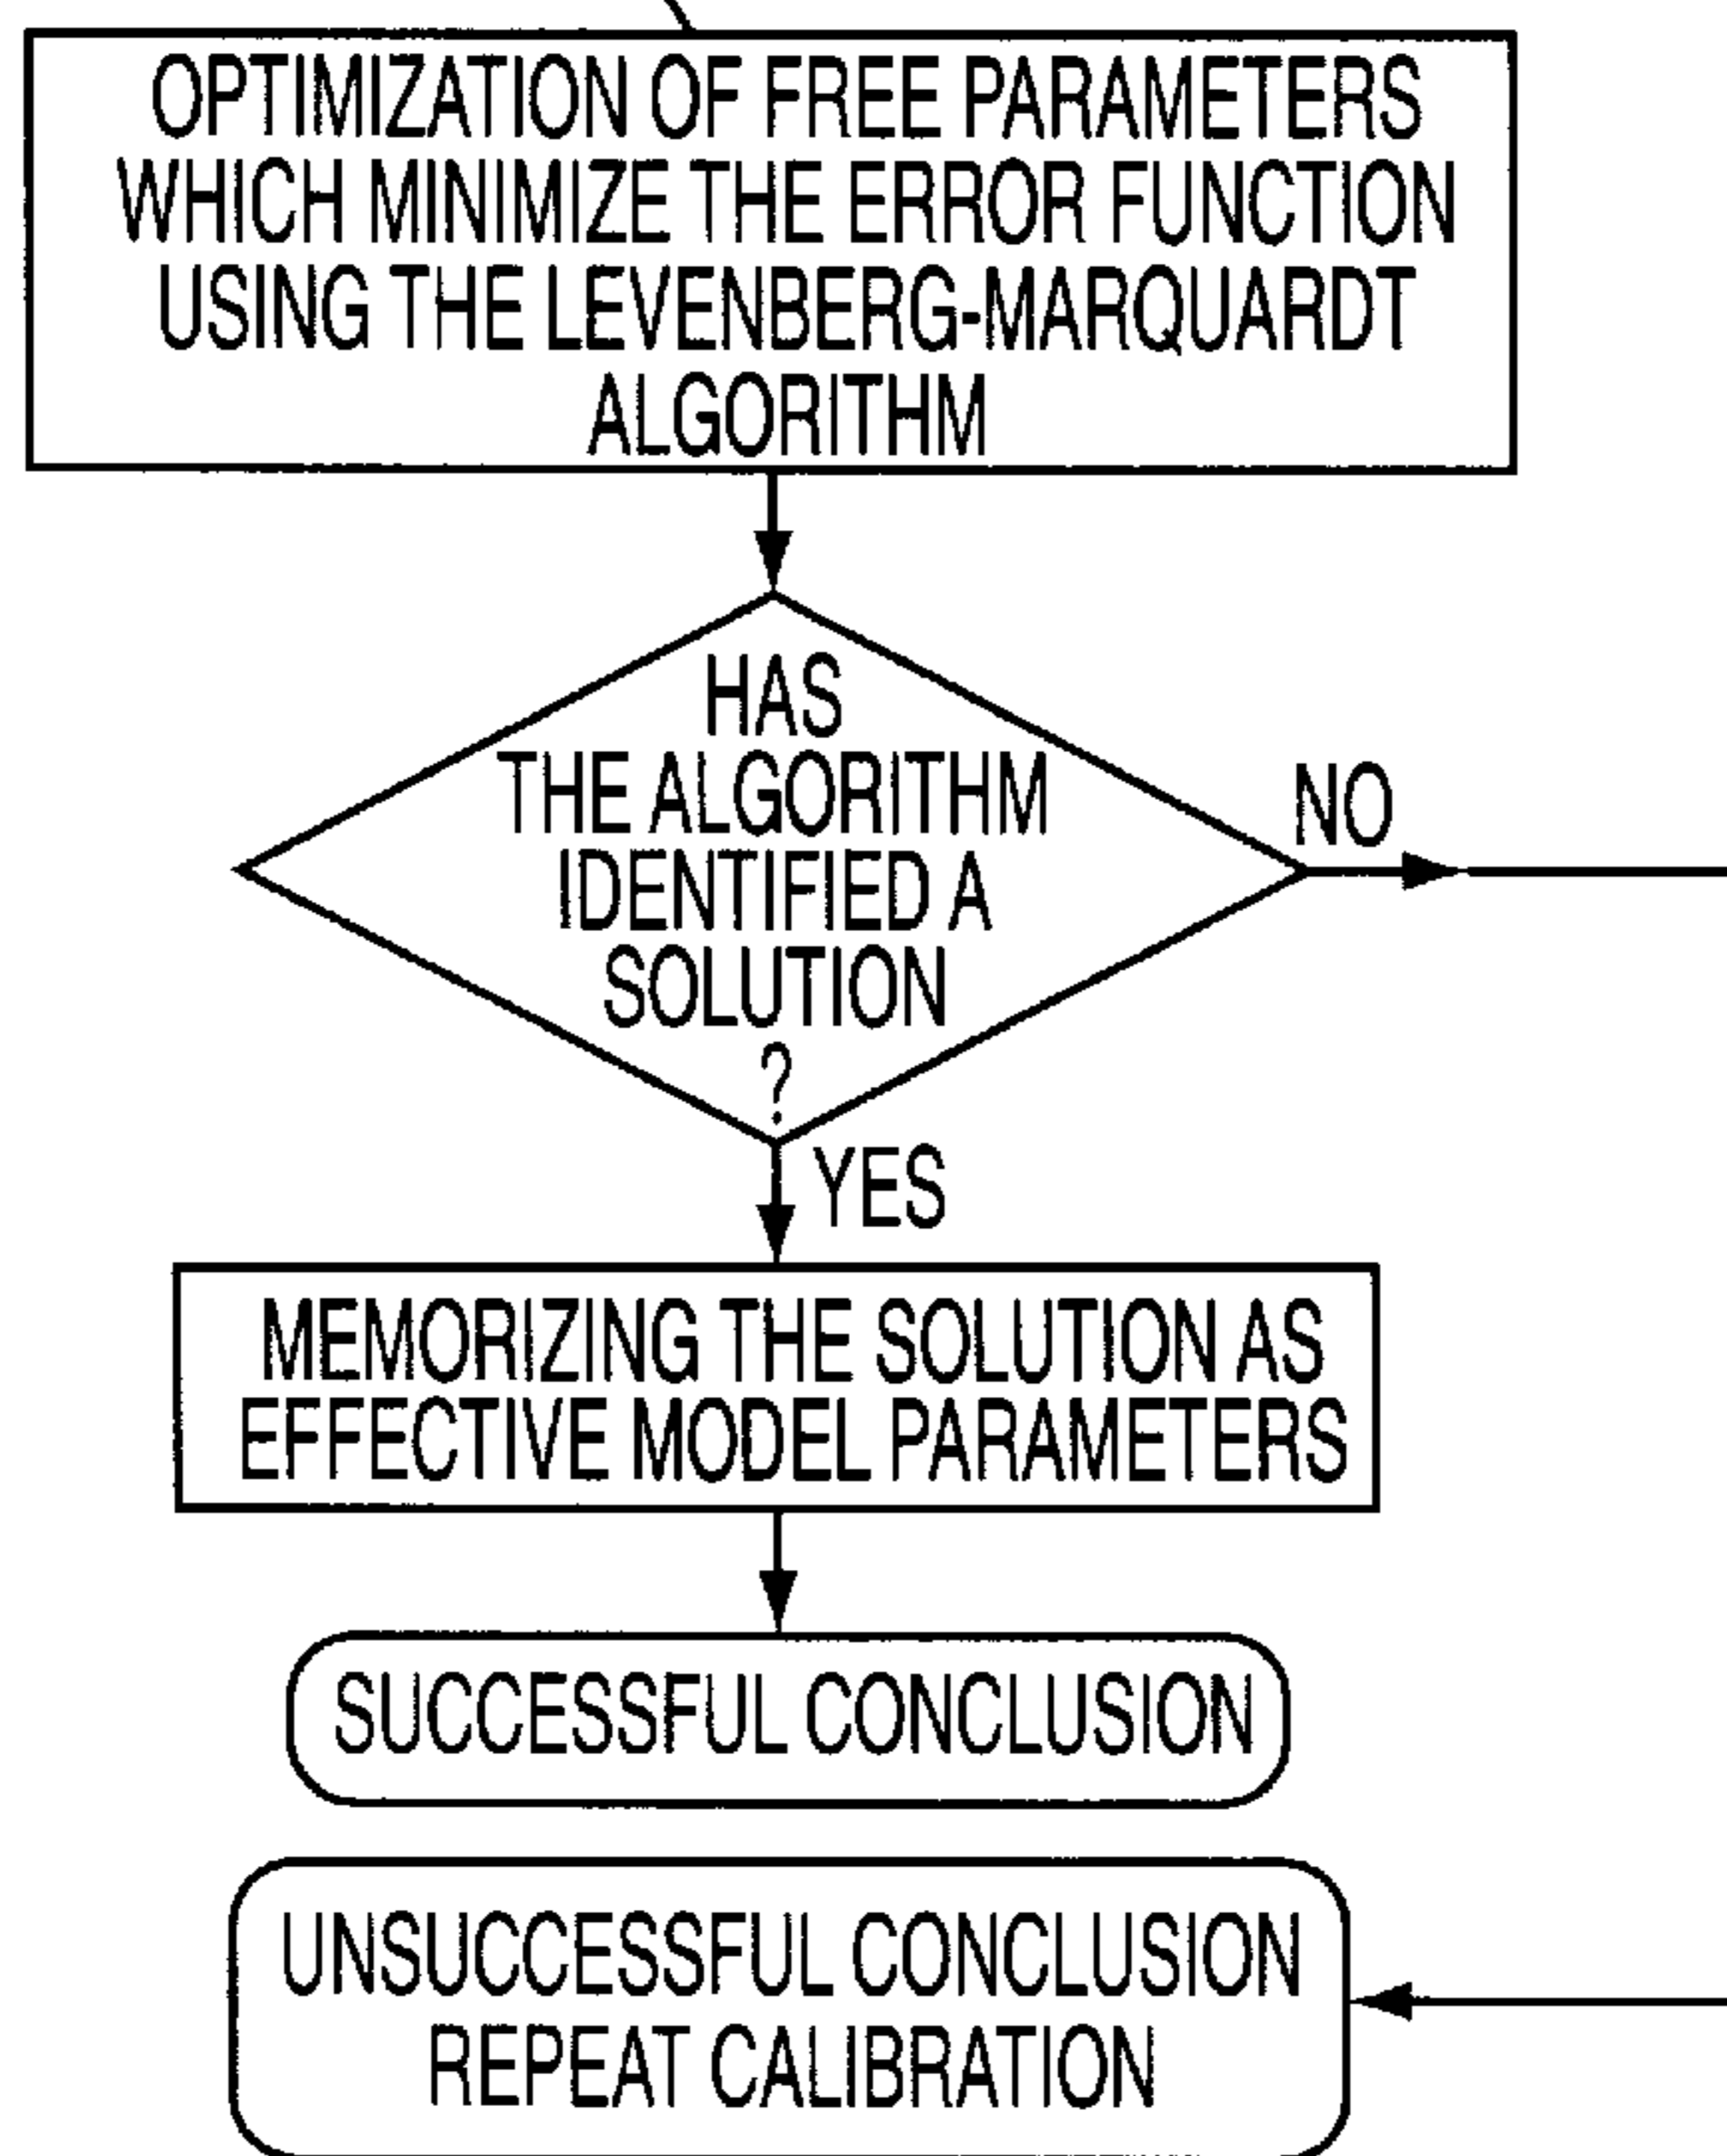 OPTIMIZATION OF FREE PARAMETERS
WHICH MINIMIZE THE ERROR FUNCTION
USING THE LEVENBERG-MARQUARDT
ALGORITHM
HAS
THE ALGORITHM
IDENTIFIED A
SOLUTION
?
NO
YES
MEMORIZING THE SOLUTION AS
EFFECTIVE MODEL PARAMETERS
SUCCESSFUL CONCLUSION
UNSUCCESSFUL CONCLUSION
REPEAT CALIBRATION